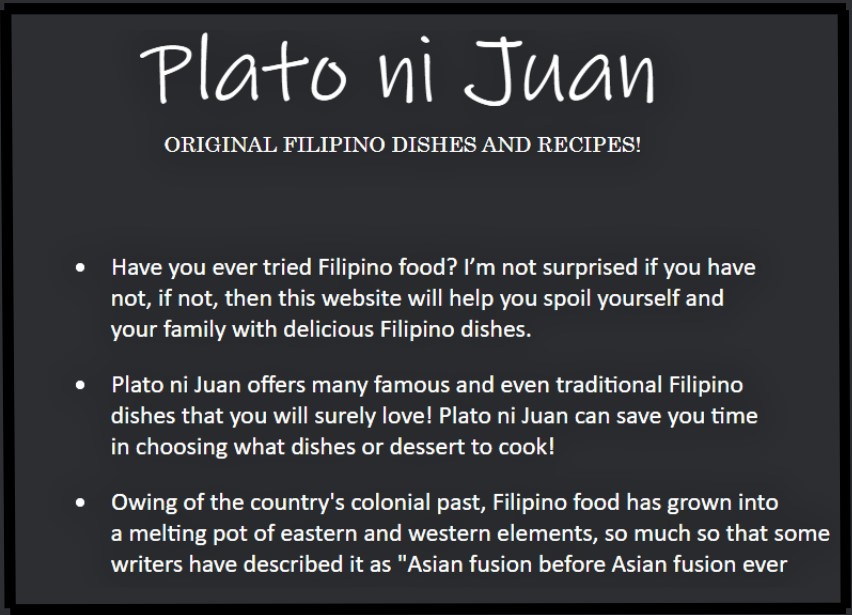 Plato ni Juan
ORIGINAL FILIPINO DISHES AND RECIPES!
• Have you ever tried Filipino food? I’m not surprised if you have
not, if not, then this website will help you spoil yourself and
your family with delicious Filipino dishes.
• Plato ni Juan offers many famous and even traditional Filipino
dishes that you will surely love! Plato ni Juan can save you time
in choosing what dishes or dessert to cook!
• Owing of the country's colonial past, Filipino food has grown into
a melting pot of eastern and western elements, so much so that some
writers have described it as "Asian fusion before Asian fusion ever